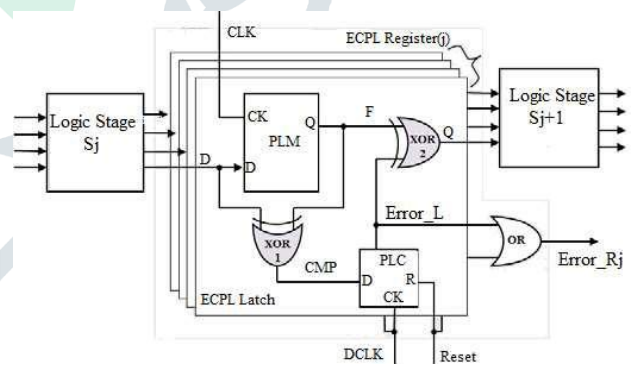 CLK
ECPL Register(j)
Logic Stage
Sj
Logic Stage
Sj+1
CK
Q
PLM
D
D
F
XOR
2
Q
XOR
1
CMP
Error_L
PLC
D
R
CK
OR
Error_Rj
ECPL Latch
DCLK
Reset